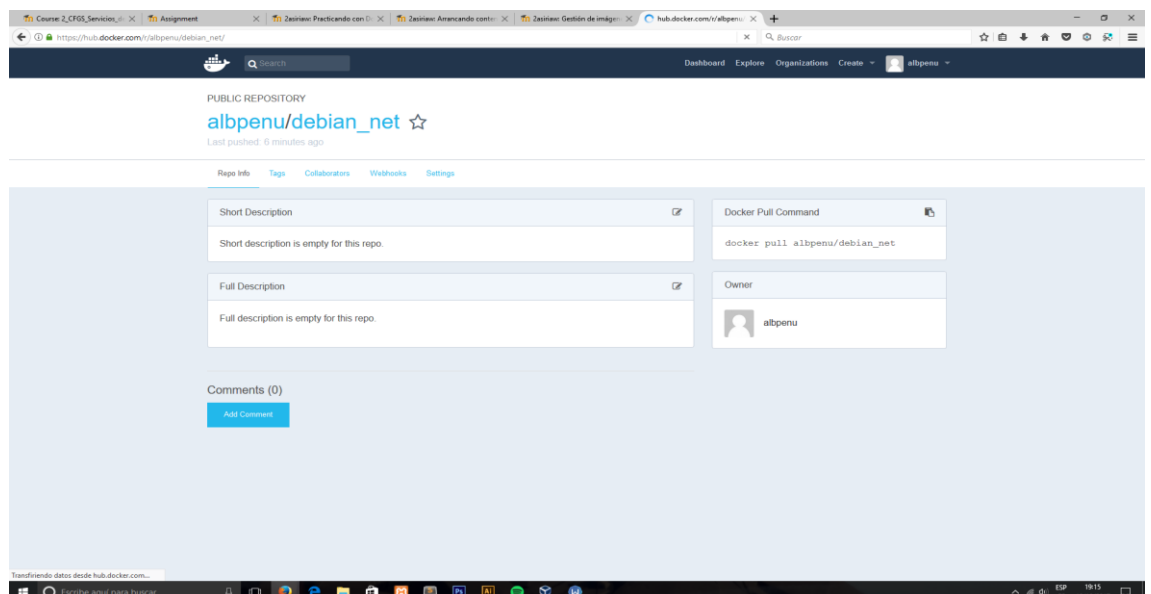 Course: 2_CFGS_Servicios_d
Assignment
2asiriaw: Practicando con D
2asiriaw: Arrancando conten
2asiriaw: Gestión de imágen
hub.docker.com/r/albpenu/
https://hub.docker.com/r/albpenu/debian_net/
Buscar
Search
Dashboard Explore Organizations Create albpenu
PUBLIC REPOSITORY
albpenu/debian_net
Last pushed: 6 minutes ago
Repo Info Tags Collaborators Webhooks Settings
Short Description
Short description is empty for this repo.
Full Description
Full description is empty for this repo.
Docker Pull Command
docker pull albpenu/debian_net
Owner
albpenu
Comments (0)
Add Comment
Transfiriendo datos desde hub.docker.com...
Escribe aquí para buscar
Ps
Ai
ESP
19:15